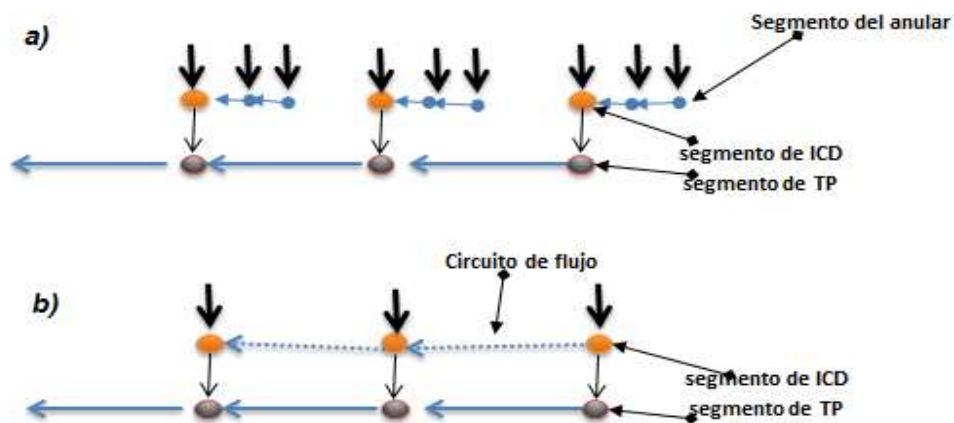 a)
Segmento del anular
segmento de ICD
segmento de TP
Circuito de flujo
b)
segmento de ICD
segmento de TP